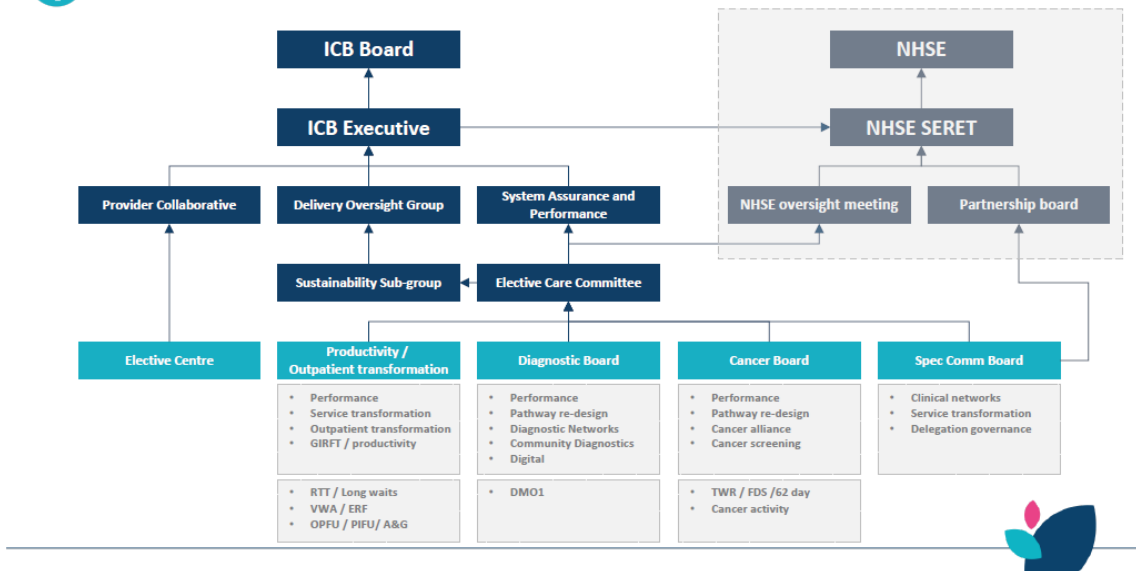 ICB Board
NHSE
ICB Executive
NHSE SERET
Provider Collaborative
Delivery Oversight Group
System Assurance and
Performance
NHSE oversight meeting
Partnership board
Sustainability Sub-group
Elective Care Committee
Elective Centre
Productivity /
Outpatient transformation
Diagnostic Board
Cancer Board
Spec Comm Board
• Performance
• Service transformation
• Outpatient transformation
• GIRFT / productivity
• Performance
• Pathway re-design
• Diagnostic Networks
• Community Diagnostics
• Digital
• Performance
• Pathway re-design
• Cancer alliance
• Cancer screening
• Clinical networks
• Service transformation
• Delegation governance
• RTT / Long waits
• VWA / ERF
• OPFU / PIFU/ A&G
• DMO1
• TWR / FDS /62 day
• Cancer activity